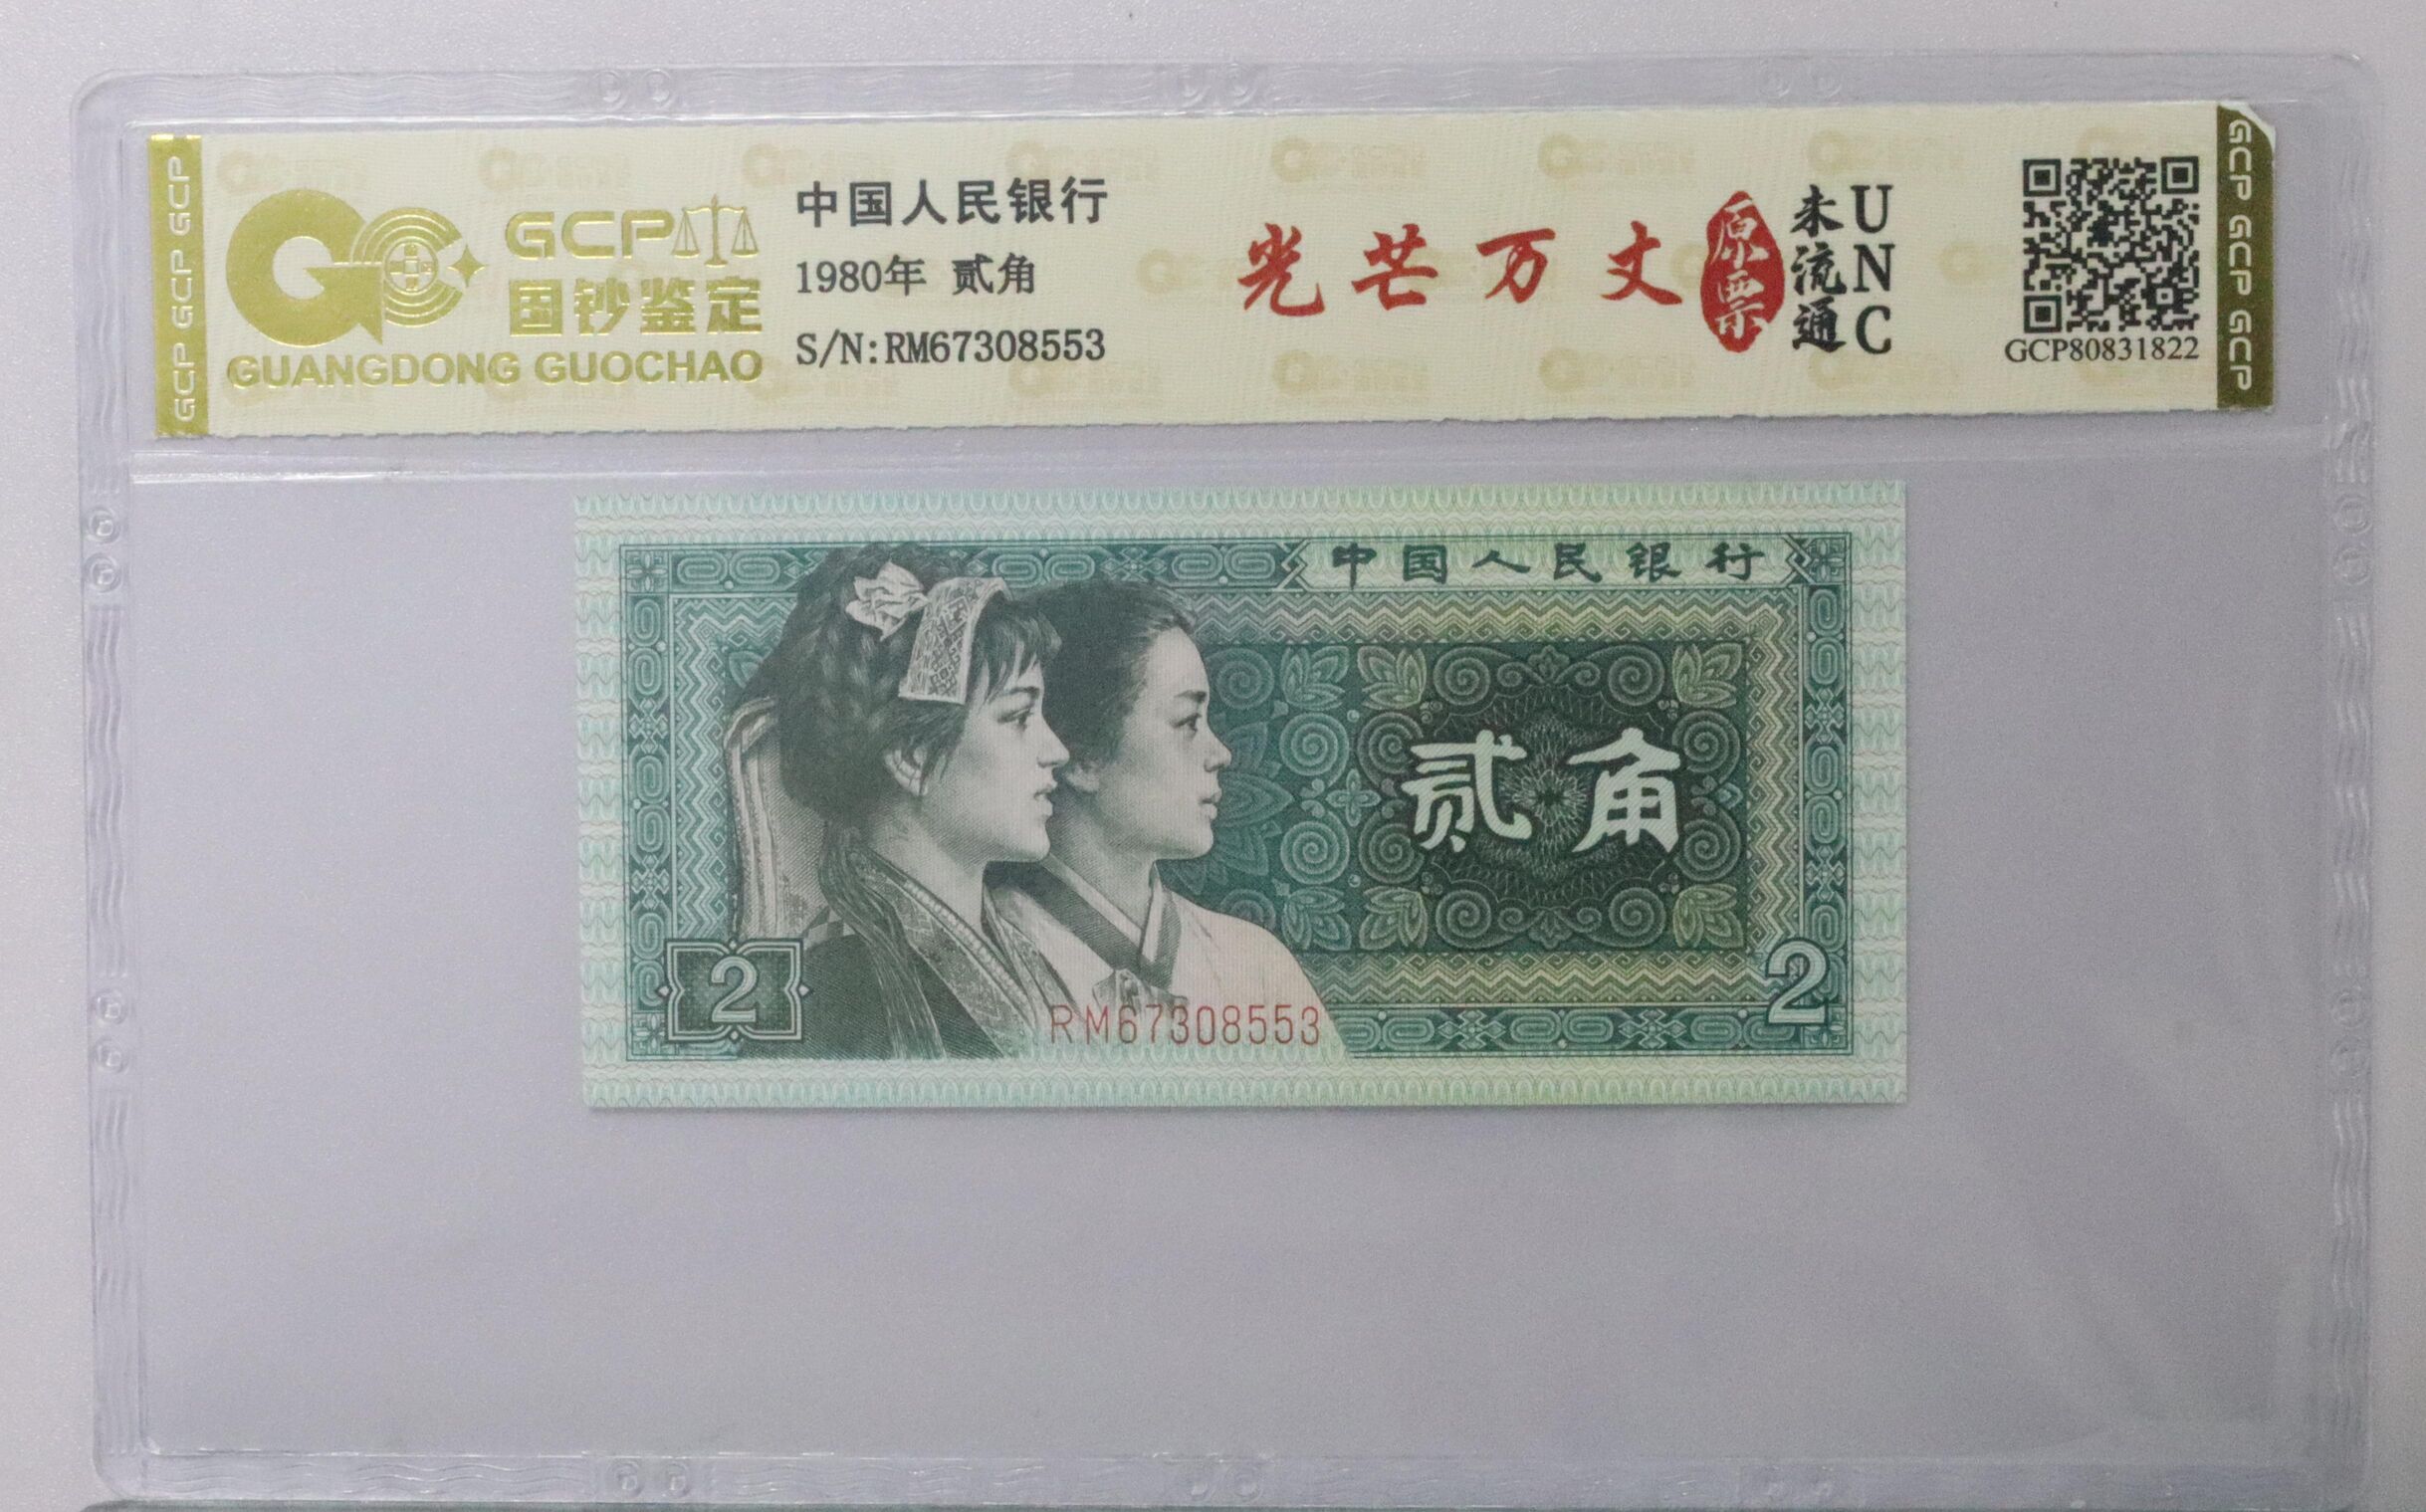 GCP GCP GCP
GCP
国钞鉴定
GUANGDONG GUOCHAO
中国人民银行
1980年 贰角
S/N:RM67308553
光芒万丈
原票
未流通
UNC
GCP80831822
GCP GCP GCP GCP
中国人民银行
贰角
2
RM67308553
2